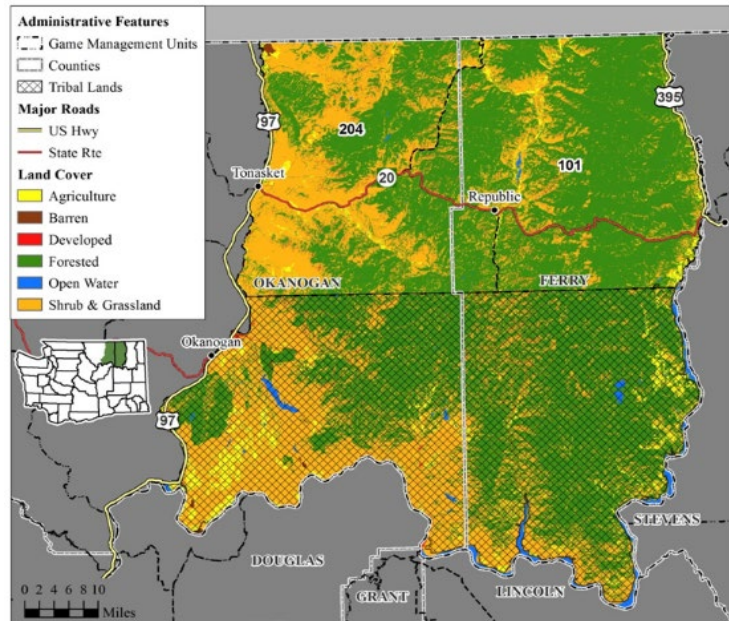 Administrative Features
Game Management Units
Counties
Tribal Lands
Major Roads
US Hwy
State Rte
Land Cover
Agriculture
Barren
Developed
Forested
Open Water
Shrub & Grassland
97
395
204
101
Tonasket
20
Republic
OKANOGAN
FERRY
Okanogan
97
STEVENS
DOUGLAS
LINCOLN
GRANT
0 2 4 6 8 10
Miles